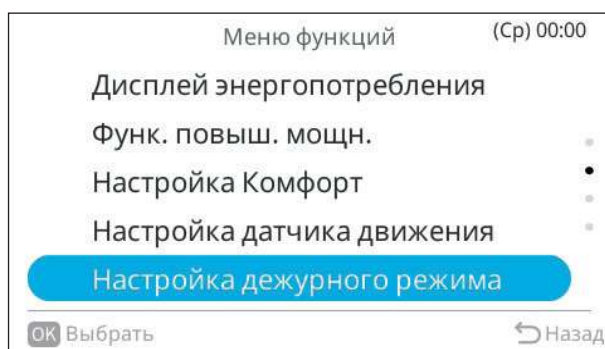 Меню функций (Ср) 00:00
Дисплей энергопотребления
Функ. повыш. мощн.
Настройка Комфорт
Настройка датчика движения
Настройка дежурного режима
OK Выбрать Назад